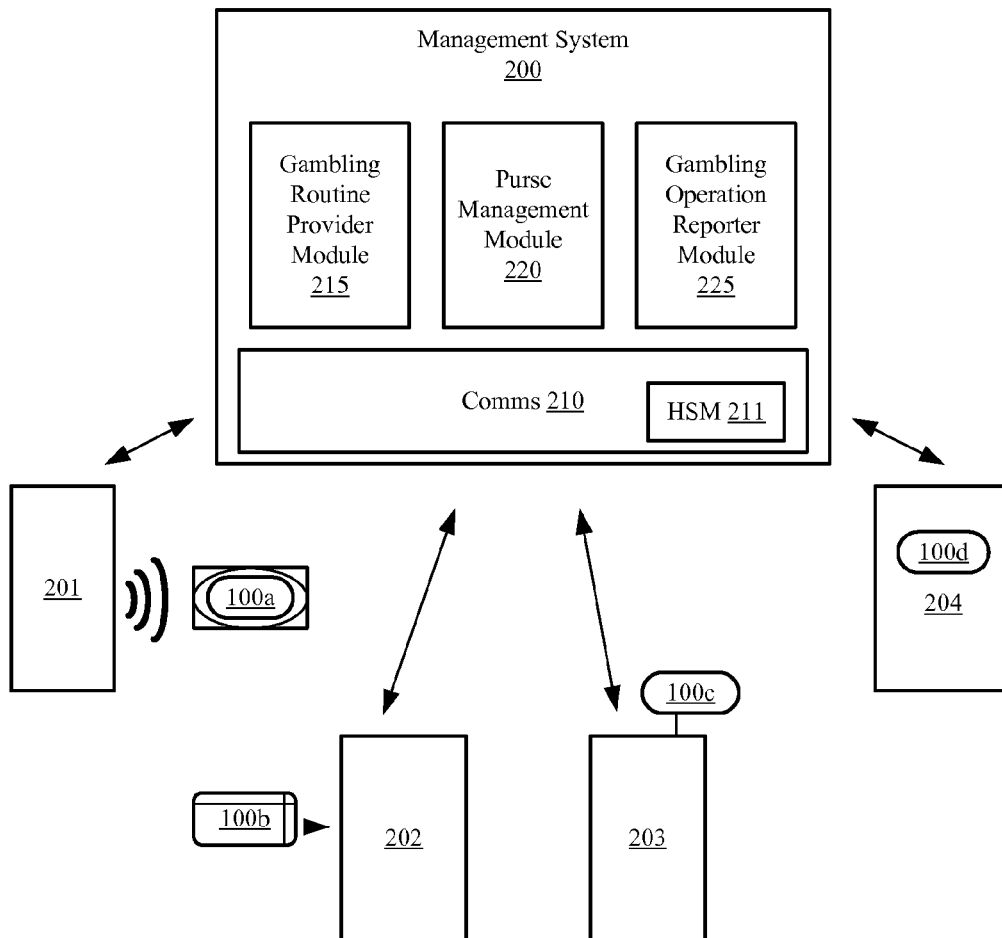 Management System
200
Gambling
Routine
Provider
Module
215
Pursc
Management
Module
220
Gambling
Operation
Reporter
Module
225
Comms 210
HSM 211
201
100a
100d
204
100c
100b
202
203